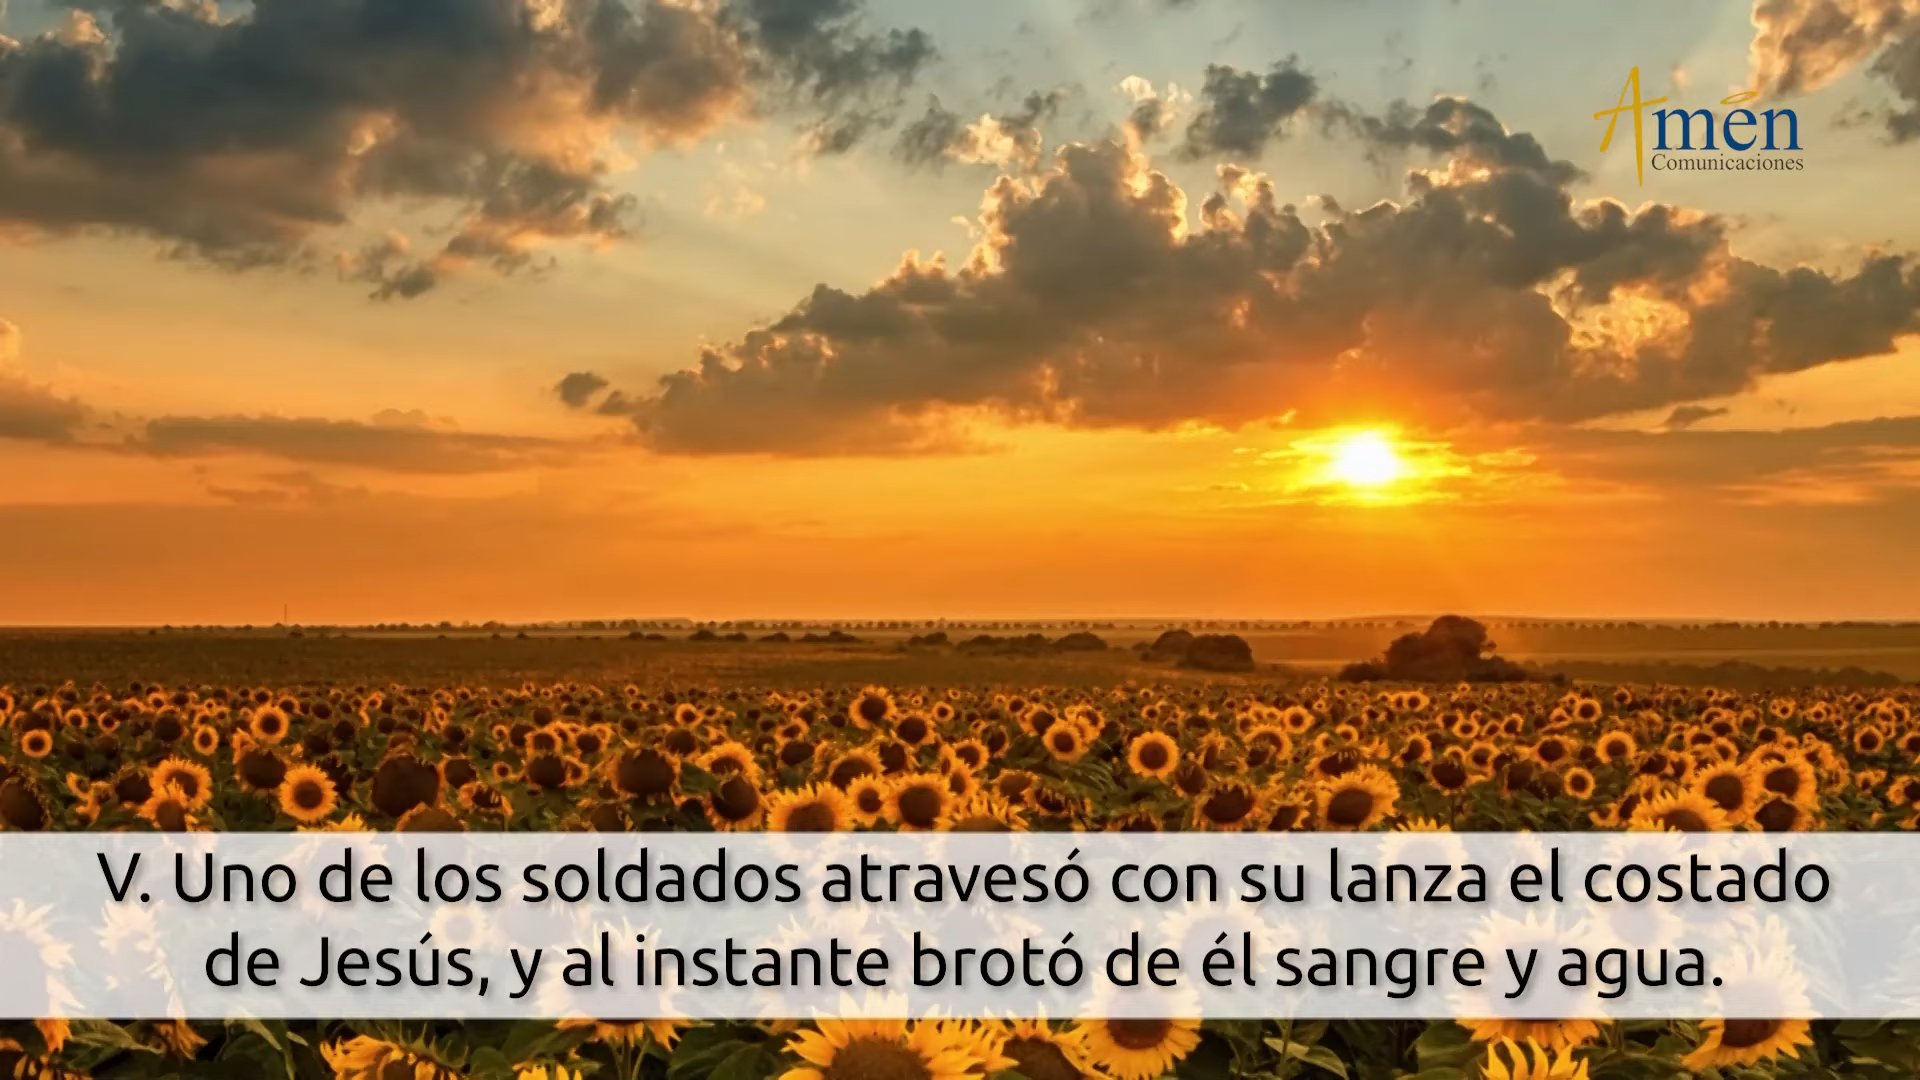 Amén
Comunicaciones
V. Uno de los soldados atravesó con su lanza el costado
de Jesús, y al instante brotó de él sangre y agua.